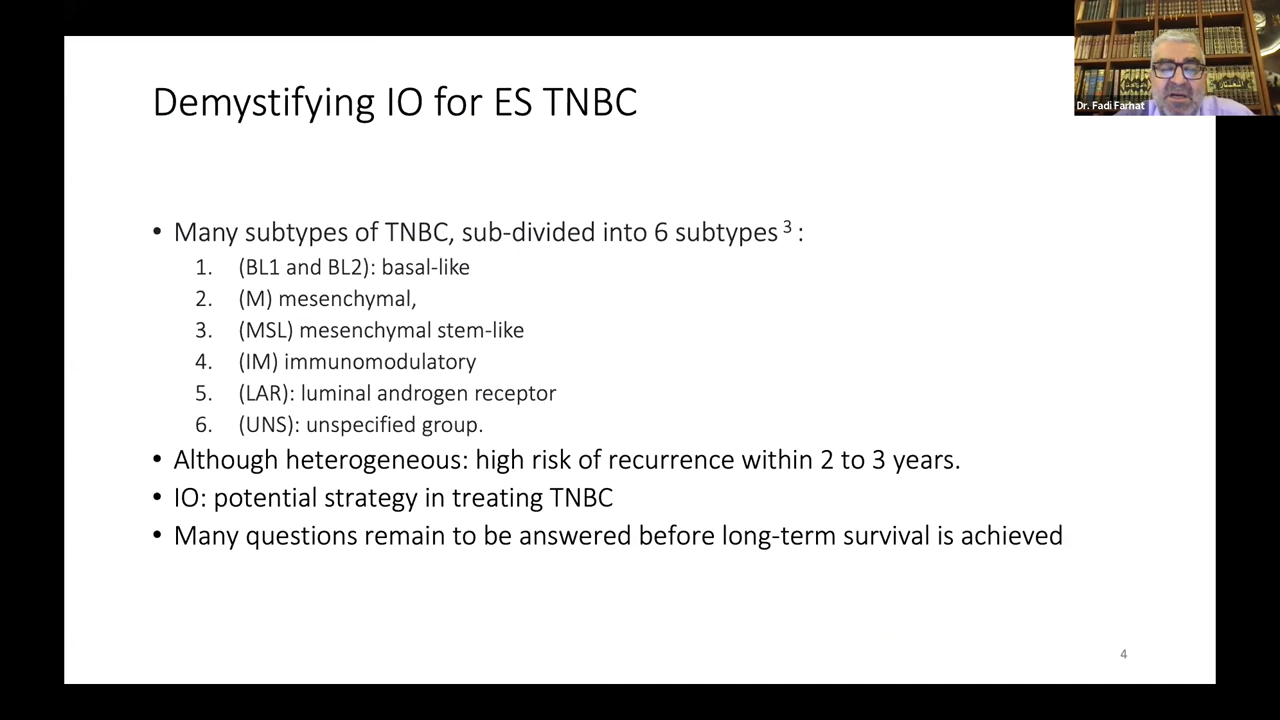 Demystifying IO for ES TNBC
Dr. Fadi Farhat
• Many subtypes of TNBC, sub-divided into 6 subtypes 3 :
1. (BL1 and BL2): basal-like
2. (M) mesenchymal,
3. (MSL) mesenchymal stem-like
4. (IM) immunomodulatory
5. (LAR): luminal androgen receptor
6. (UNS): unspecified group.
• Although heterogeneous: high risk of recurrence within 2 to 3 years.
• IO: potential strategy in treating TNBC
• Many questions remain to be answered before long-term survival is achieved
4